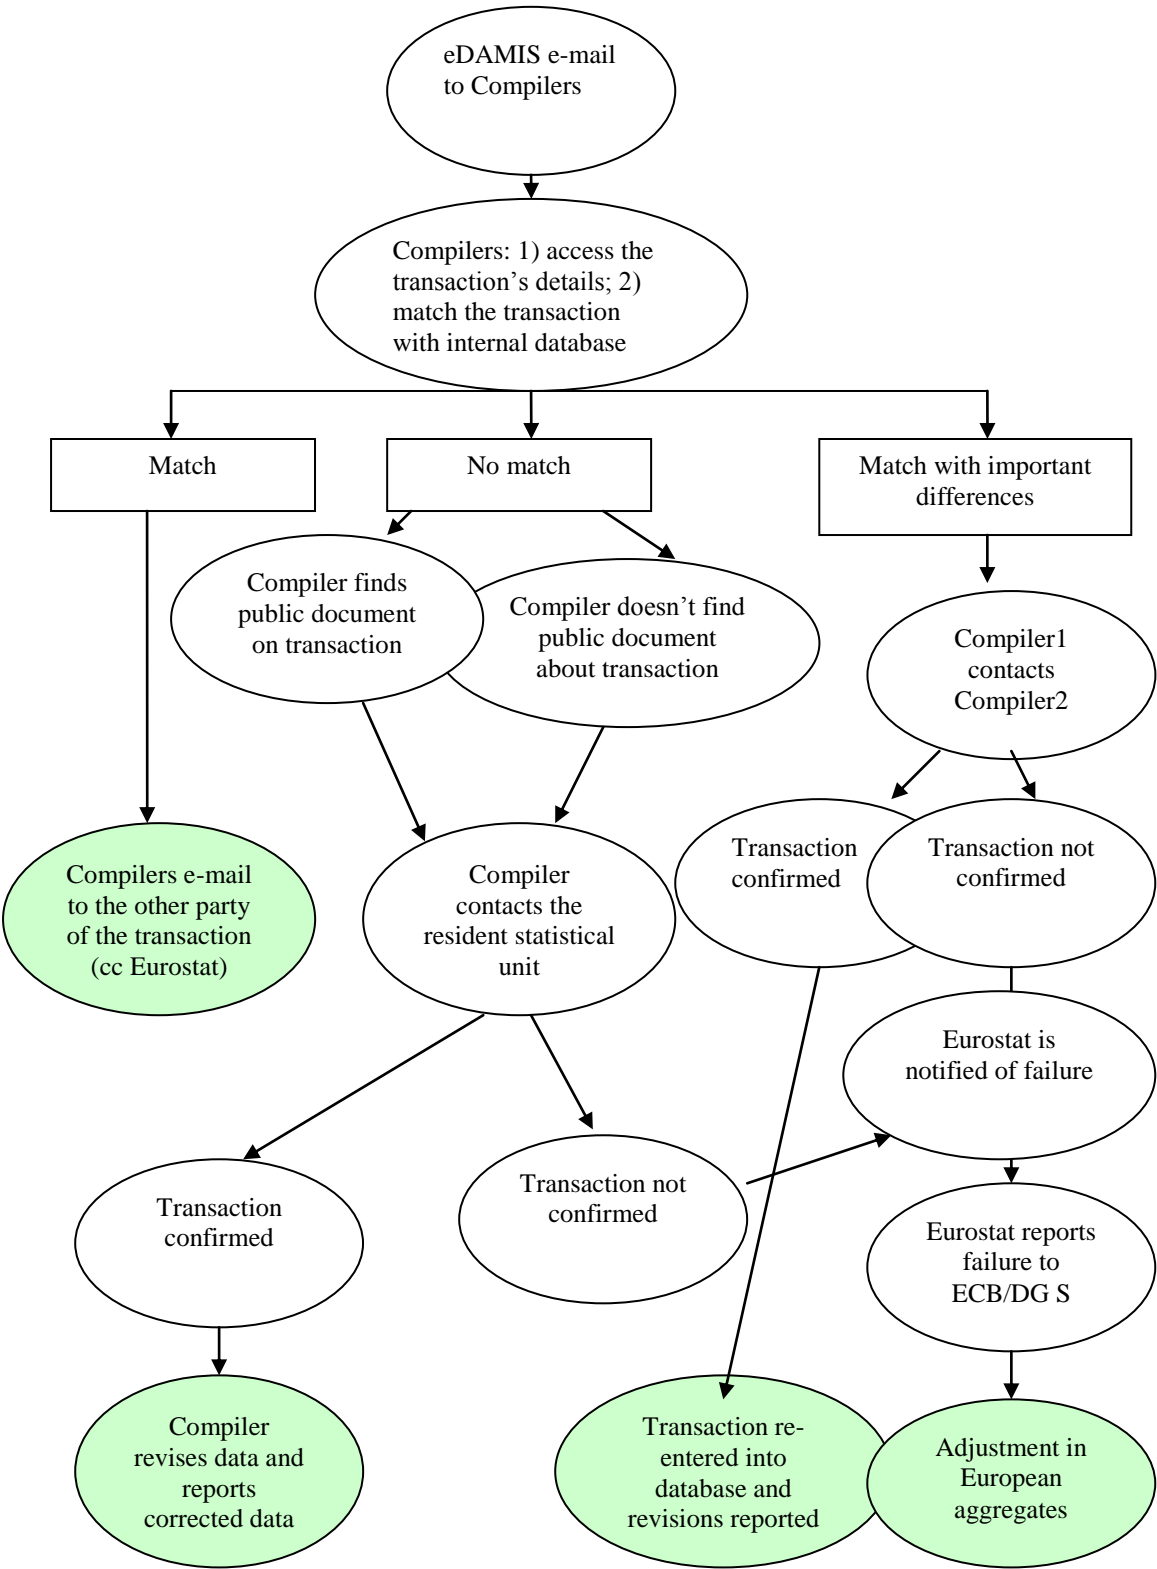 eDAMIS e-mail
to Compilers
Compilers: 1) access the
transaction’s details; 2)
match the transaction
with internal database
Match
No match
Match with important
differences
Compiler finds
public document
on transaction
Compiler doesn’t find
public document
about transaction
Compiler1
contacts
Compiler2
Compilers e-mail
to the other party
of the transaction
(cc Eurostat)
Compiler
contacts the
resident statistical
unit
Transaction
confirmed
Transaction not
confirmed
Eurostat is
notified of failure
Transaction
confirmed
Transaction not
confirmed
Eurostat reports
failure to
ECB/DG S
Compiler
revises data and
reports
corrected data
Transaction re-
entered into
database and
revisions reported
Adjustment in
European
aggregates